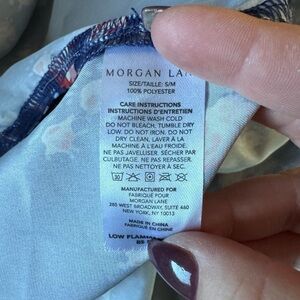 MORGAN LAN
SIZE/TAILLE: S/M
100% POLYESTER
CARE INSTRUCTIONS
INSTRUCTIONS D'ENTRETIEN
MACHINE WASH COLD
DO NOT BLEACH, TUMBLE DRY
LOW. DO NOT IRON. DO NOT
DRY CLEAN, LAVER À LA
MACHINE À L'EAU FROIDE.
NE PAS JAVELLISER. SÉCHER PAR
CULBUTAGE. NE PAS REPASSER.
NE PAS NETTOYER À SEC.
MANUFACTURED FOR
FABRIQUÉ POUR
MORGAN LANE
280 WEST BROADWAY, SUITE 460
NEW YORK, NY 10013
MADE IN CHINA
FABRIQUÉ EN CHINE
LOW